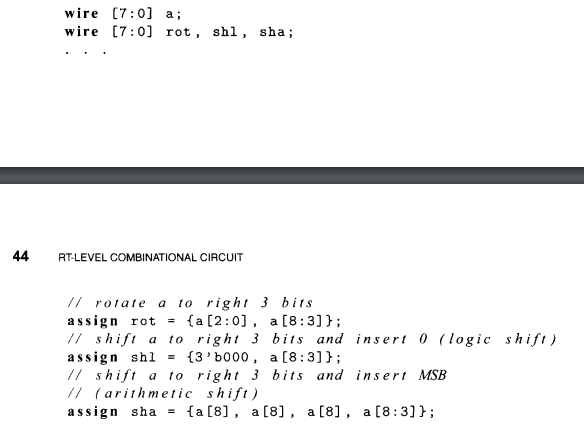 wire [7:0] a;
wire [7:0] rot, shl, sha;
. . .
44 RT-LEVEL COMBINATIONAL CIRCUIT
// rotate a to right 3 bits
assign rot = {a[2:0], a[8:3]};
// shift a to right 3 bits and insert 0 (logic shift)
assign shl = {3'b000, a[8:3]};
// shift a to right 3 bits and insert MSB
// (arithmetic shift)
assign sha = {a[8], a[8], a[8], a[8:3]};